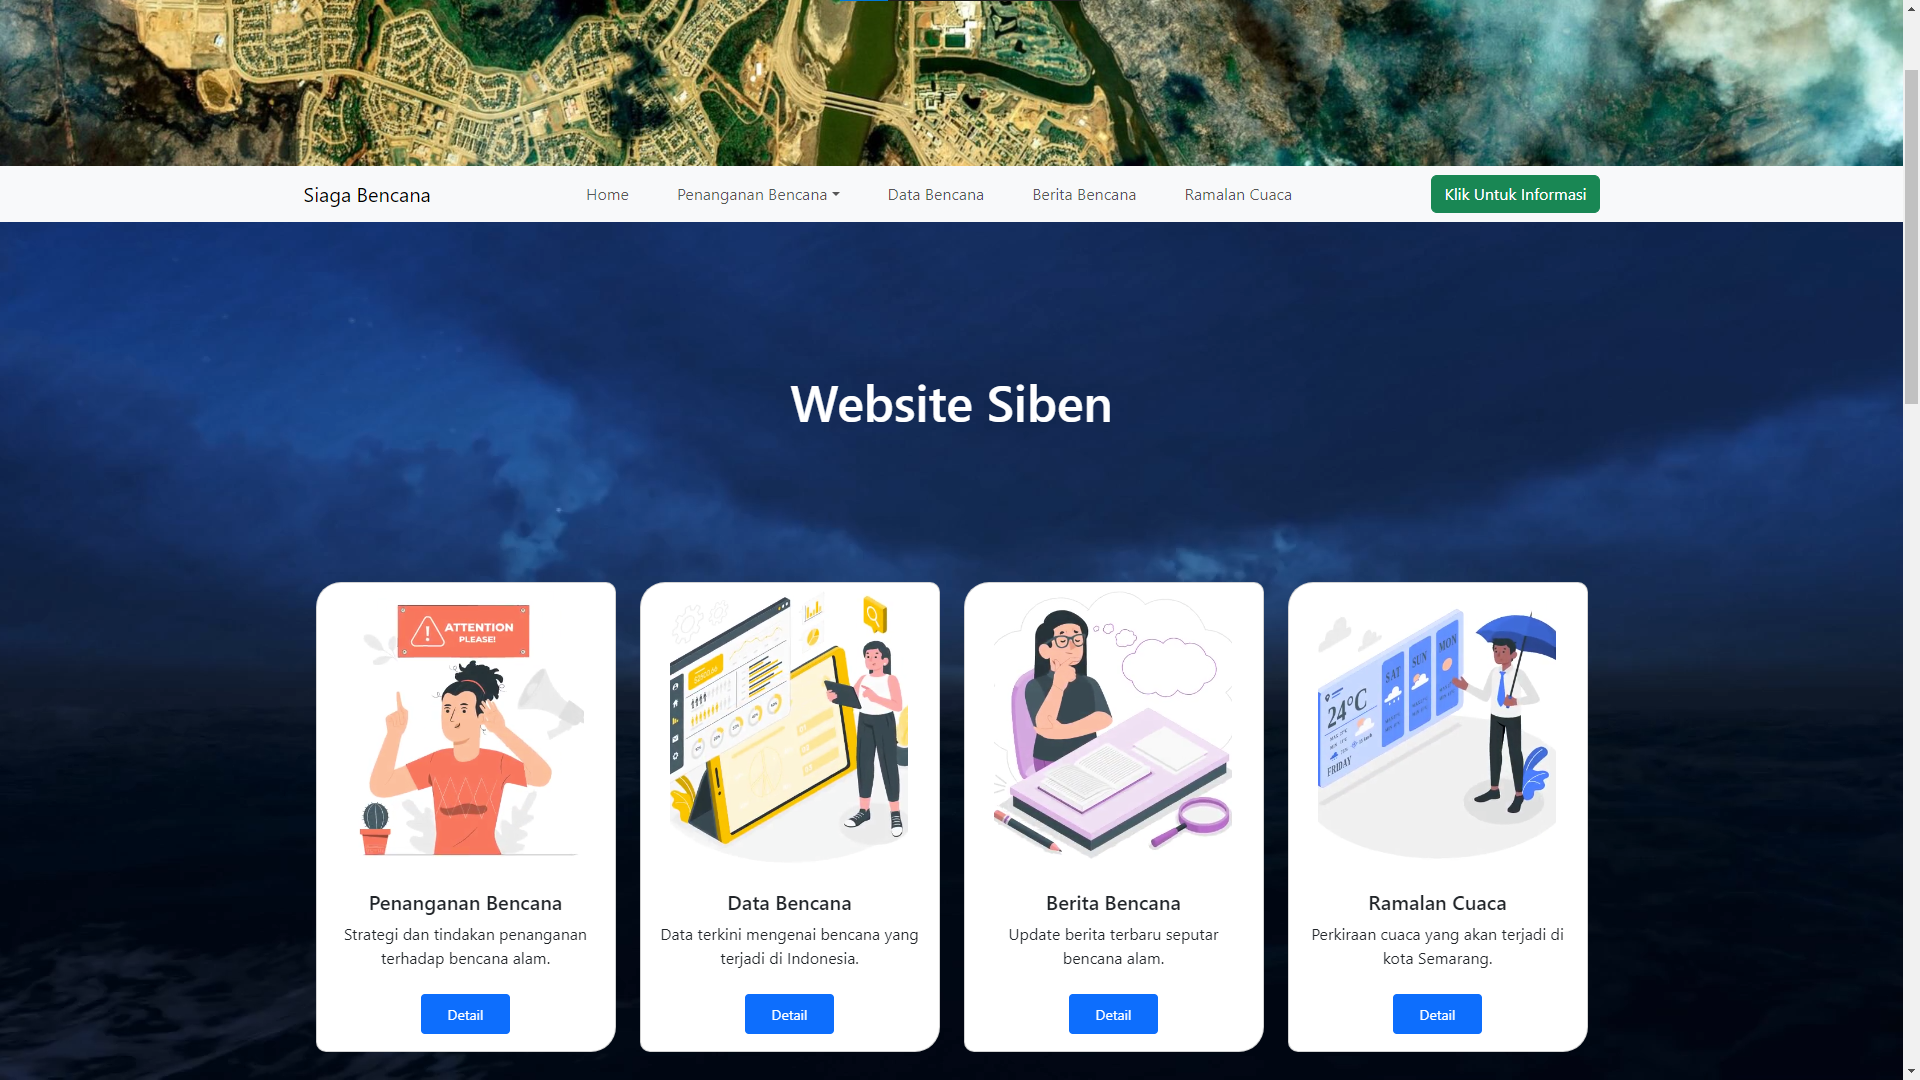 Siaga Bencana
Home
Penanganan Bencana
Data Bencana
Berita Bencana
Ramalan Cuaca
Klik Untuk Informasi
Website Siben
ATTENTION
PLEASE!
SAT
SUN
MON
24°C
FRIDAY
Penanganan Bencana
Strategi dan tindakan penanganan
terhadap bencana alam.
Detail
Data Bencana
Data terkini mengenai bencana yang
terjadi di Indonesia.
Detail
Berita Bencana
Update berita terbaru seputar
bencana alam.
Detail
Ramalan Cuaca
Perkiraan cuaca yang akan terjadi di
kota Semarang.
Detail